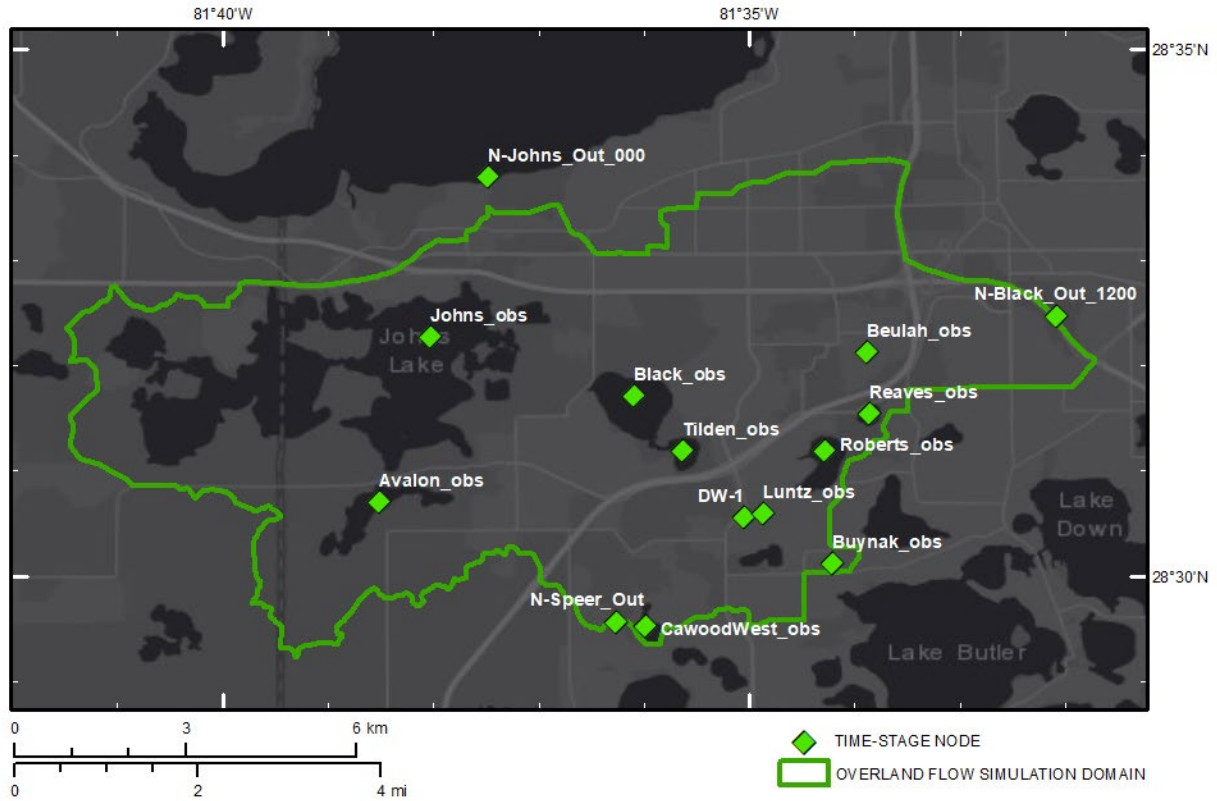 81°40'W
81°35'W
28°35'N
N-Johns_Out_000
N-Black_Out_1200
Johns_obs
Beulah_obs
Johns
Lake
Black_obs
Reaves_obs
Tilden_obs
Roberts_obs
Avalon_obs
DW-1
Luntz_obs
Lake
Down
Buynak_obs
28°30'N
N-Speer_Out
CawoodWest_obs
Lake Butler
0 3 6 km
0 2 4 mi
TIME-STAGE NODE
OVERLAND FLOW SIMULATION DOMAIN